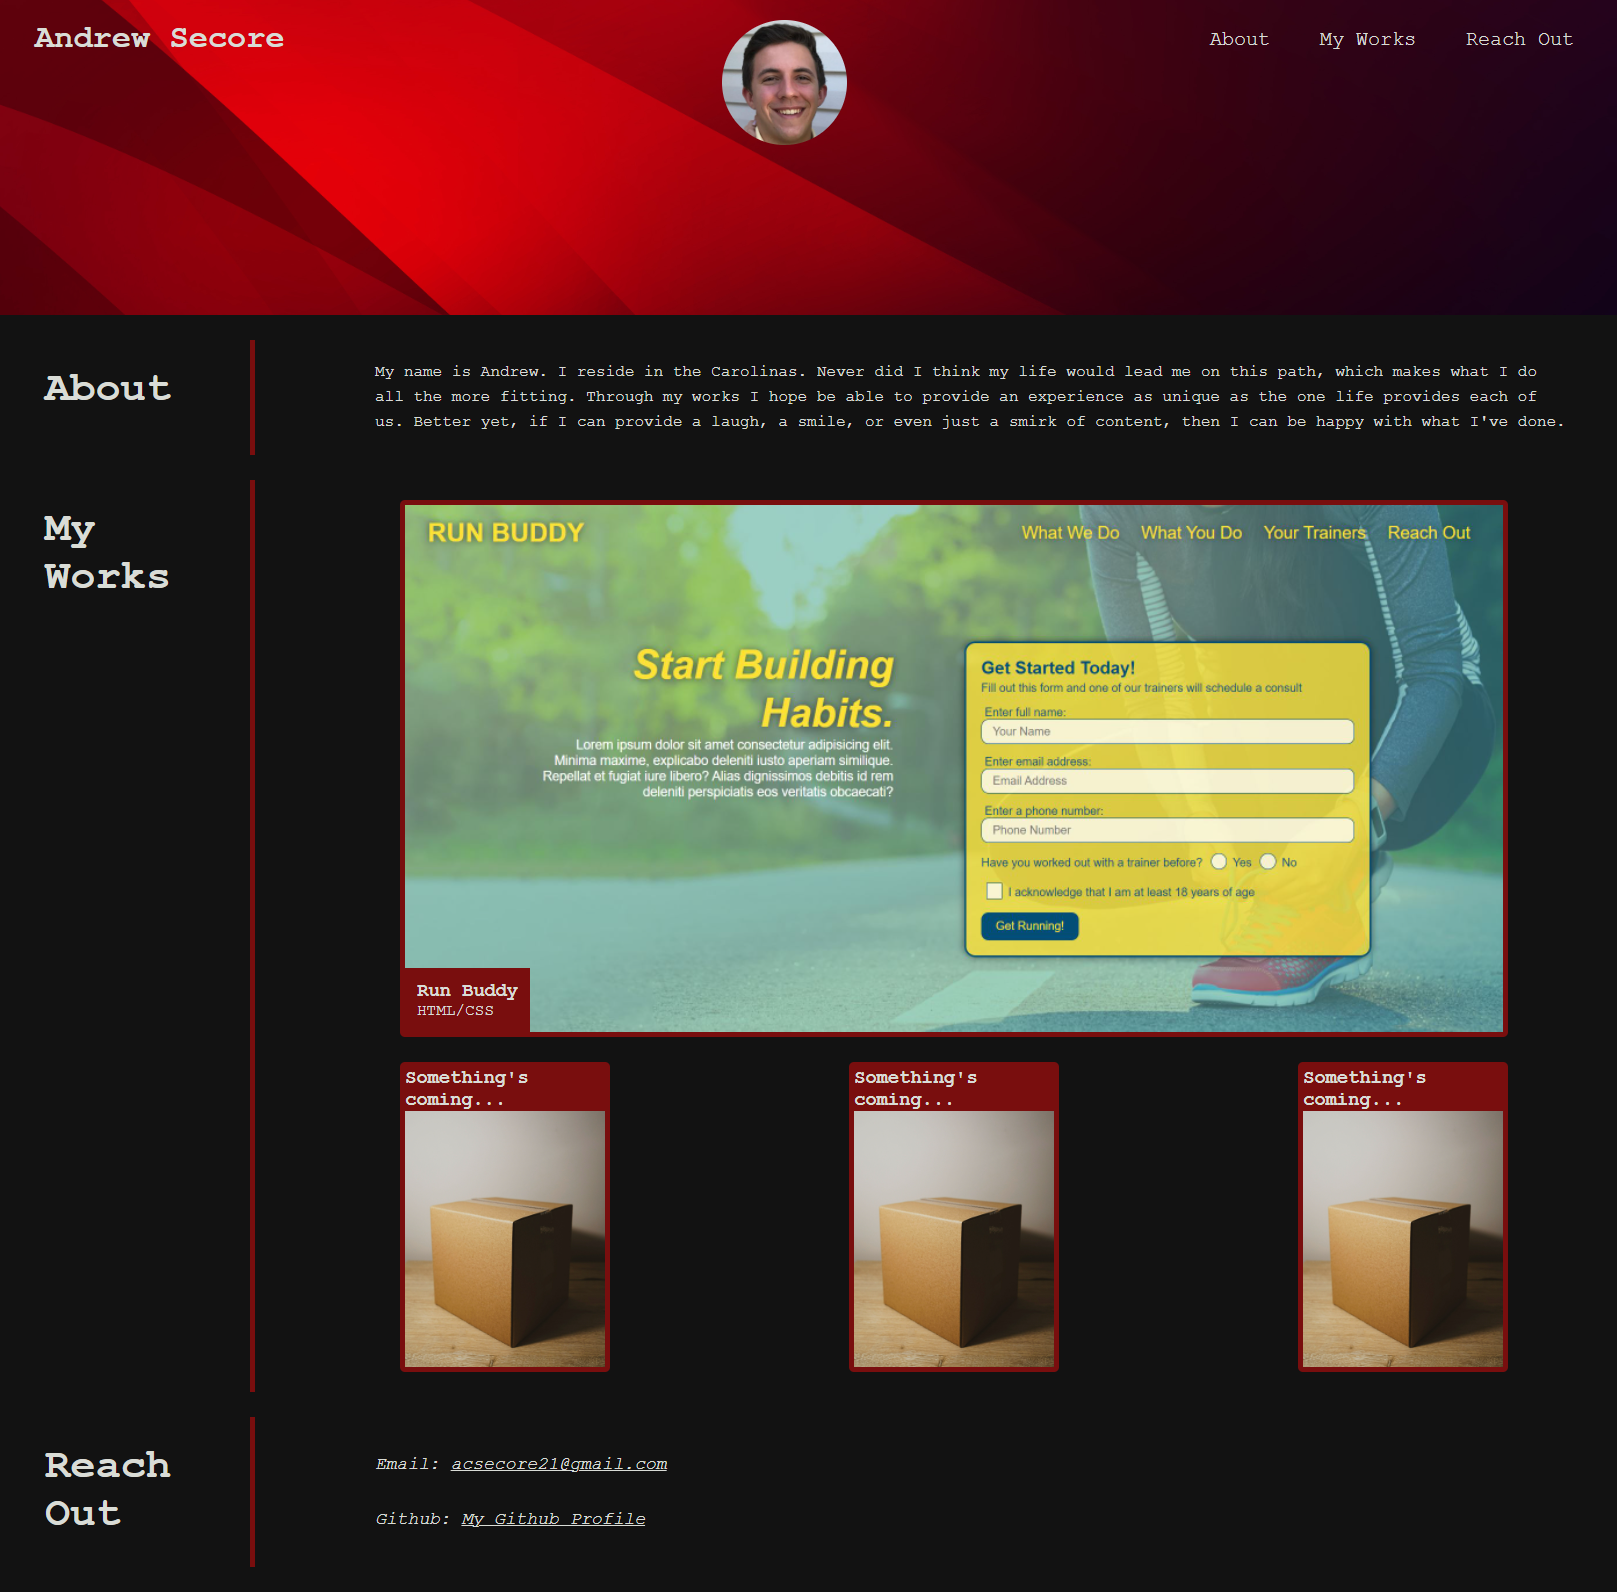 Andrew Secore
About My Works Reach Out
About
My name is Andrew. I reside in the Carolinas. Never did I think my life would lead me on this path, which makes what I do
all the more fitting. Through my works I hope be able to provide an experience as unique as the one life provides each of
us. Better yet, if I can provide a laugh, a smile, or even just a smirk of content, then I can be happy with what I've done.
My
Works
RUN BUDDY
What We Do What You Do Your Trainers Reach Out
Start Building
Habits.
Lorem ipsum dolor sit amet consectetur adipisicing elit.
Minima maxime, explicabo deleniti iusto aperiam similique.
Repellat et fugiat iure libero? Alias dignissimos debitis id rem
deleniti perspiciatis eos veritatis obcaecati?
Get Started Today!
Fill out this form and one of our trainers will schedule a consult
Enter full name:
Your Name
Enter email address:
Email Address
Enter a phone number:
Phone Number
Have you worked out with a trainer before? Yes No
I acknowledge that I am at least 18 years of age
Get Running!
Run Buddy
HTML/CSS
Something's
coming...
Something's
coming...
Something's
coming...
Reach
Out
Email: acsecore21@gmail.com
Github: My Github Profile